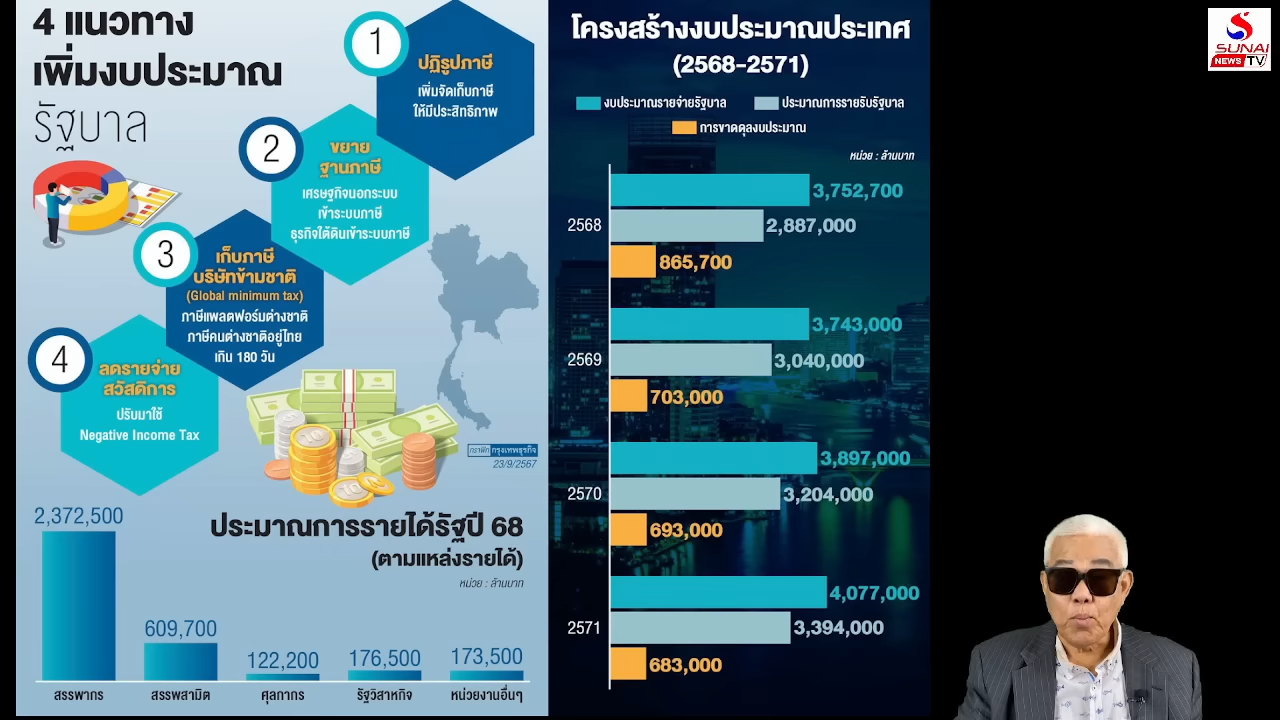 4 แนวทาง
เพิ่มงบประมาณ
รัฐบาล
1
ปฏิรูปภาษี
เพิ่มจัดเก็บภาษี
ให้มีประสิทธิภาพ
2
ขยาย
ฐานภาษี
เศรษฐกิจนอกระบบ
เข้าระบบภาษี
ธุรกิจใต้ดินเข้าระบบภาษี
3
เก็บภาษี
บริษัทข้ามชาติ
(Global minimum tax)
ภาษีแพลตฟอร์มต่างชาติ
ภาษีคนต่างชาติอยู่ไทย
เกิน 180 วัน
4
ลดรายจ่าย
สวัสดิการ
ปรับมาใช้
Negative Income Tax
กราฟิก กรุงเทพธุรกิจ
23/9/2567
ประมาณการรายได้รัฐปี 68
(ตามแหล่งรายได้)
หน่วย : ล้านบาท
2,372,500
609,700
122,200
176,500
173,500
สรรพากร
สรรพสามิต
ศุลกากร
รัฐวิสาหกิจ
หน่วยงานอื่นๆ
โครงสร้างงบประมาณประเทศ
(2568-2571)
งบประมาณรายจ่ายรัฐบาล
ประมาณการรายรับรัฐบาล
การขาดดุลงบประมาณ
หน่วย : ล้านบาท
2568
3,752,700
2,887,000
865,700
2569
3,743,000
3,040,000
703,000
2570
3,897,000
3,204,000
693,000
2571
4,077,000
3,394,000
683,000
SUNAI
NEWS TV